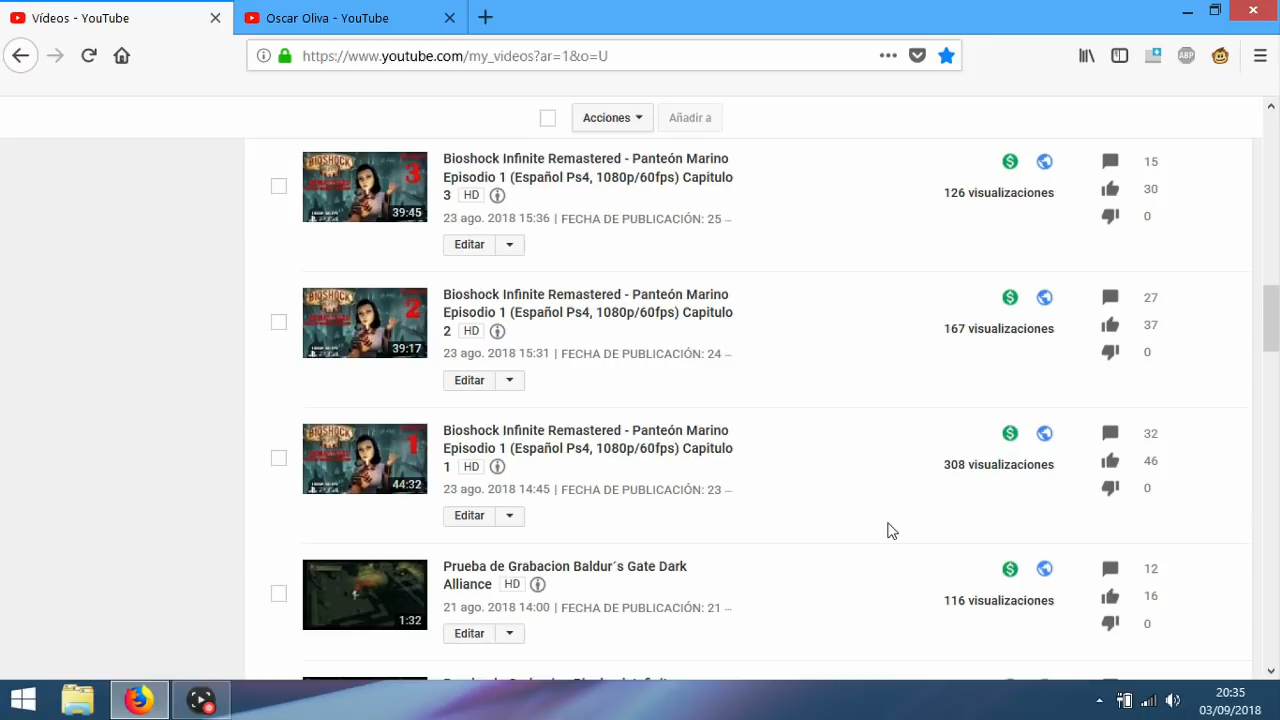 Vídeos - YouTube
Oscar Oliva - YouTube
https://www.youtube.com/my_videos?ar=1&o=U
ABP
Acciones
Añadir a
BIOSHOCK
3
39:45
Bioshock Infinite Remastered - Panteón Marino
Episodio 1 (Español Ps4, 1080p/60fps) Capitulo
3 HD
23 ago. 2018 15:36 | FECHA DE PUBLICACIÓN: 25 ...
Editar
126 visualizaciones
15
30
0
BIOSHOCK
2
39:17
Bioshock Infinite Remastered - Panteón Marino
Episodio 1 (Español Ps4, 1080p/60fps) Capitulo
2 HD
23 ago. 2018 15:31 | FECHA DE PUBLICACIÓN: 24 ...
Editar
167 visualizaciones
27
37
0
BIOSHOCK
1
44:32
Bioshock Infinite Remastered - Panteón Marino
Episodio 1 (Español Ps4, 1080p/60fps) Capitulo
1 HD
23 ago. 2018 14:45 | FECHA DE PUBLICACIÓN: 23 ...
Editar
308 visualizaciones
32
46
0
1:32
Prueba de Grabacion Baldur´s Gate Dark
Alliance HD
21 ago. 2018 14:00 | FECHA DE PUBLICACIÓN: 21 ...
Editar
116 visualizaciones
12
16
0
20:35
03/09/2018